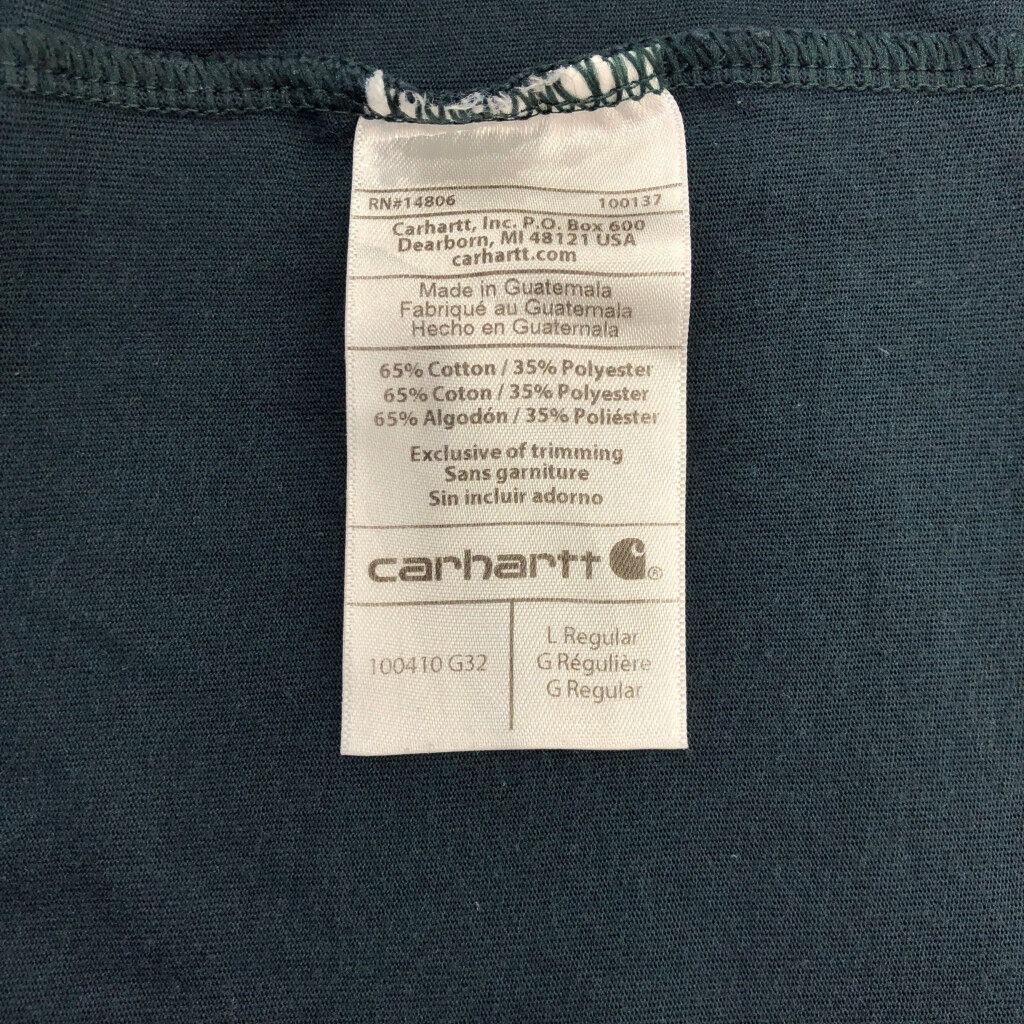 RN#14806 100137
Carhartt, Inc. P.O. Box 600
Dearborn, MI 48121 USA
carhartt.com
Made in Guatemala
Fabriqué au Guatemala
Hecho en Guatemala
65% Cotton / 35% Polyester
65% Coton / 35% Polyester
65% Algodón / 35% Poliéster
Exclusive of trimming
Sans garniture
Sin incluir adorno
carhartt ®
100410 G32
L Regular
G Régulière
G Regular